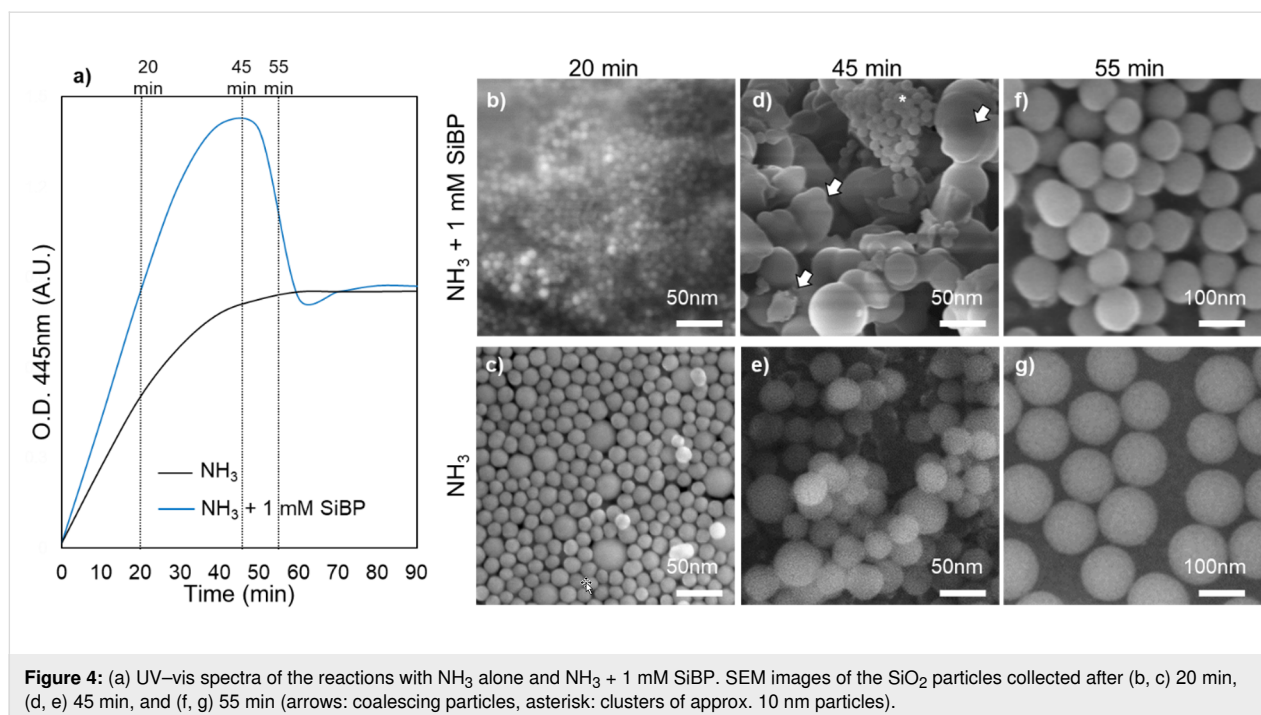 a)
20 min
45 min
55 min
O.D. 445nm (A.U.)
NH3
NH3 + 1 mM SiBP
0 10 20 30 40 50 60 70 80 90
Time (min)
20 min
45 min
55 min
NH3 + 1 mM SiBP
b)
50nm
d)
*
50nm
f)
100nm
NH3
c)
50nm
e)
50nm
g)
100nm
Figure 4: (a) UV–vis spectra of the reactions with NH3 alone and NH3 + 1 mM SiBP. SEM images of the SiO2 particles collected after (b, c) 20 min,
(d, e) 45 min, and (f, g) 55 min (arrows: coalescing particles, asterisk: clusters of approx. 10 nm particles).